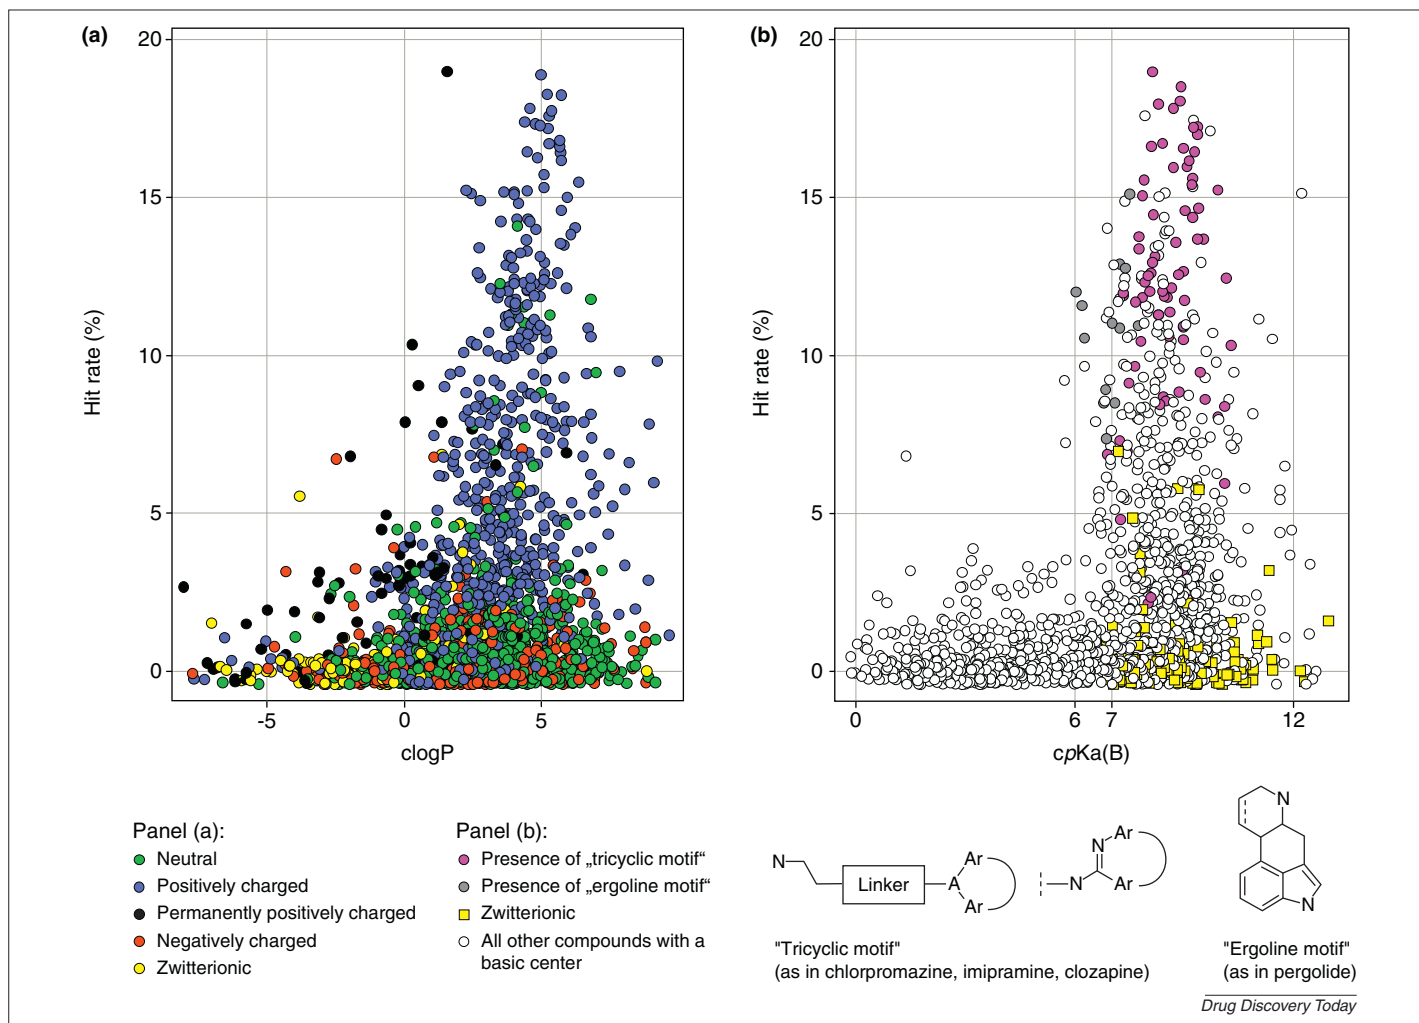 (a)
20
15
10
5
0
Hit rate (%)
-5
0
5
clogP
(b)
20
15
10
5
0
Hit rate (%)
0
6
7
12
cpKa(B)
Panel (a):
Neutral
Positively charged
Permanently positively charged
Negatively charged
Zwitterionic
Panel (b):
Presence of „tricyclic motif“
Presence of „ergoline motif“
Zwitterionic
All other compounds with a
basic center
N
Linker
A
Ar
Ar
N
N
Ar
Ar
"Tricyclic motif"
(as in chlorpromazine, imipramine, clozapine)
N
N
"Ergoline motif"
(as in pergolide)
Drug Discovery Today